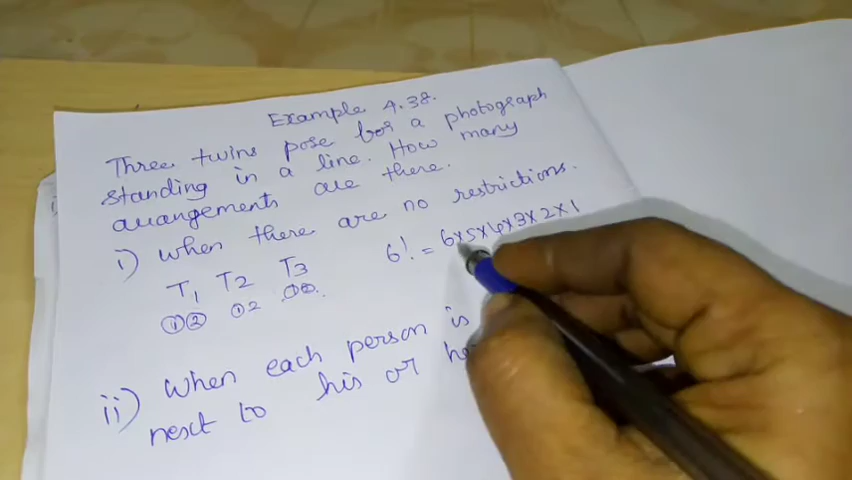 Example 4.38.
Three twins pose for a photograph
standing in a line. How many
arrangements are there.
i) when there are no restrictions.
6! = 6×5×4×3×2×1
T1 T2 T3
①② ①2 ①②
ii) when each person is
next to his or